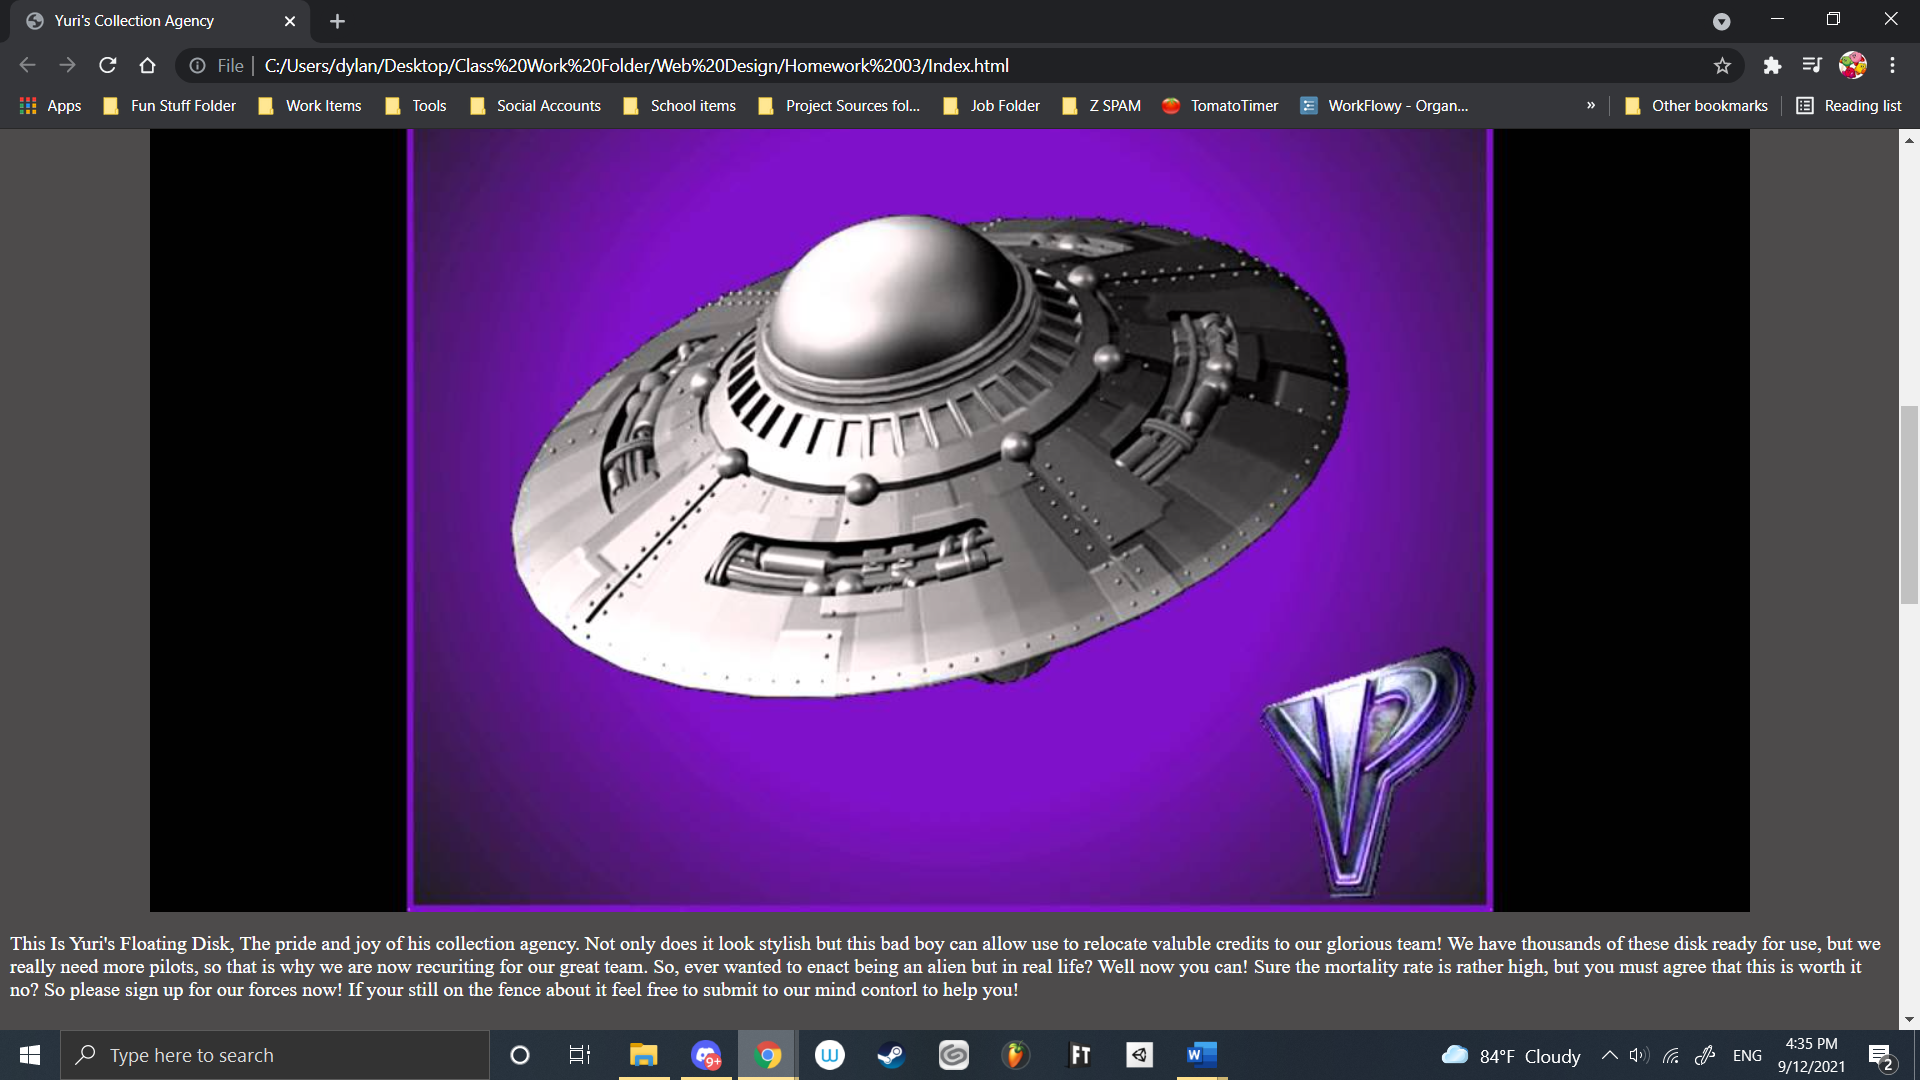 Yuri's Collection Agency
File C:/Users/dylan/Desktop/Class%20Work%20Folder/Web%20Design/Homework%2003/Index.html
Apps Fun Stuff Folder Work Items Tools Social Accounts School items Project Sources fol... Job Folder Z SPAM TomatoTimer WorkFlowy - Organ... » Other bookmarks Reading list
This Is Yuri's Floating Disk, The pride and joy of his collection agency. Not only does it look stylish but this bad boy can allow use to relocate valuble credits to our glorious team! We have thousands of these disk ready for use, but we
really need more pilots, so that is why we are now recuriting for our great team. So, ever wanted to enact being an alien but in real life? Well now you can! Sure the mortality rate is rather high, but you must agree that this is worth it
no? So please sign up for our forces now! If your still on the fence about it feel free to submit to our mind contorl to help you!
Type here to search 9+ W FT W 84°F Cloudy ENG 4:35 PM
9/12/2021 2